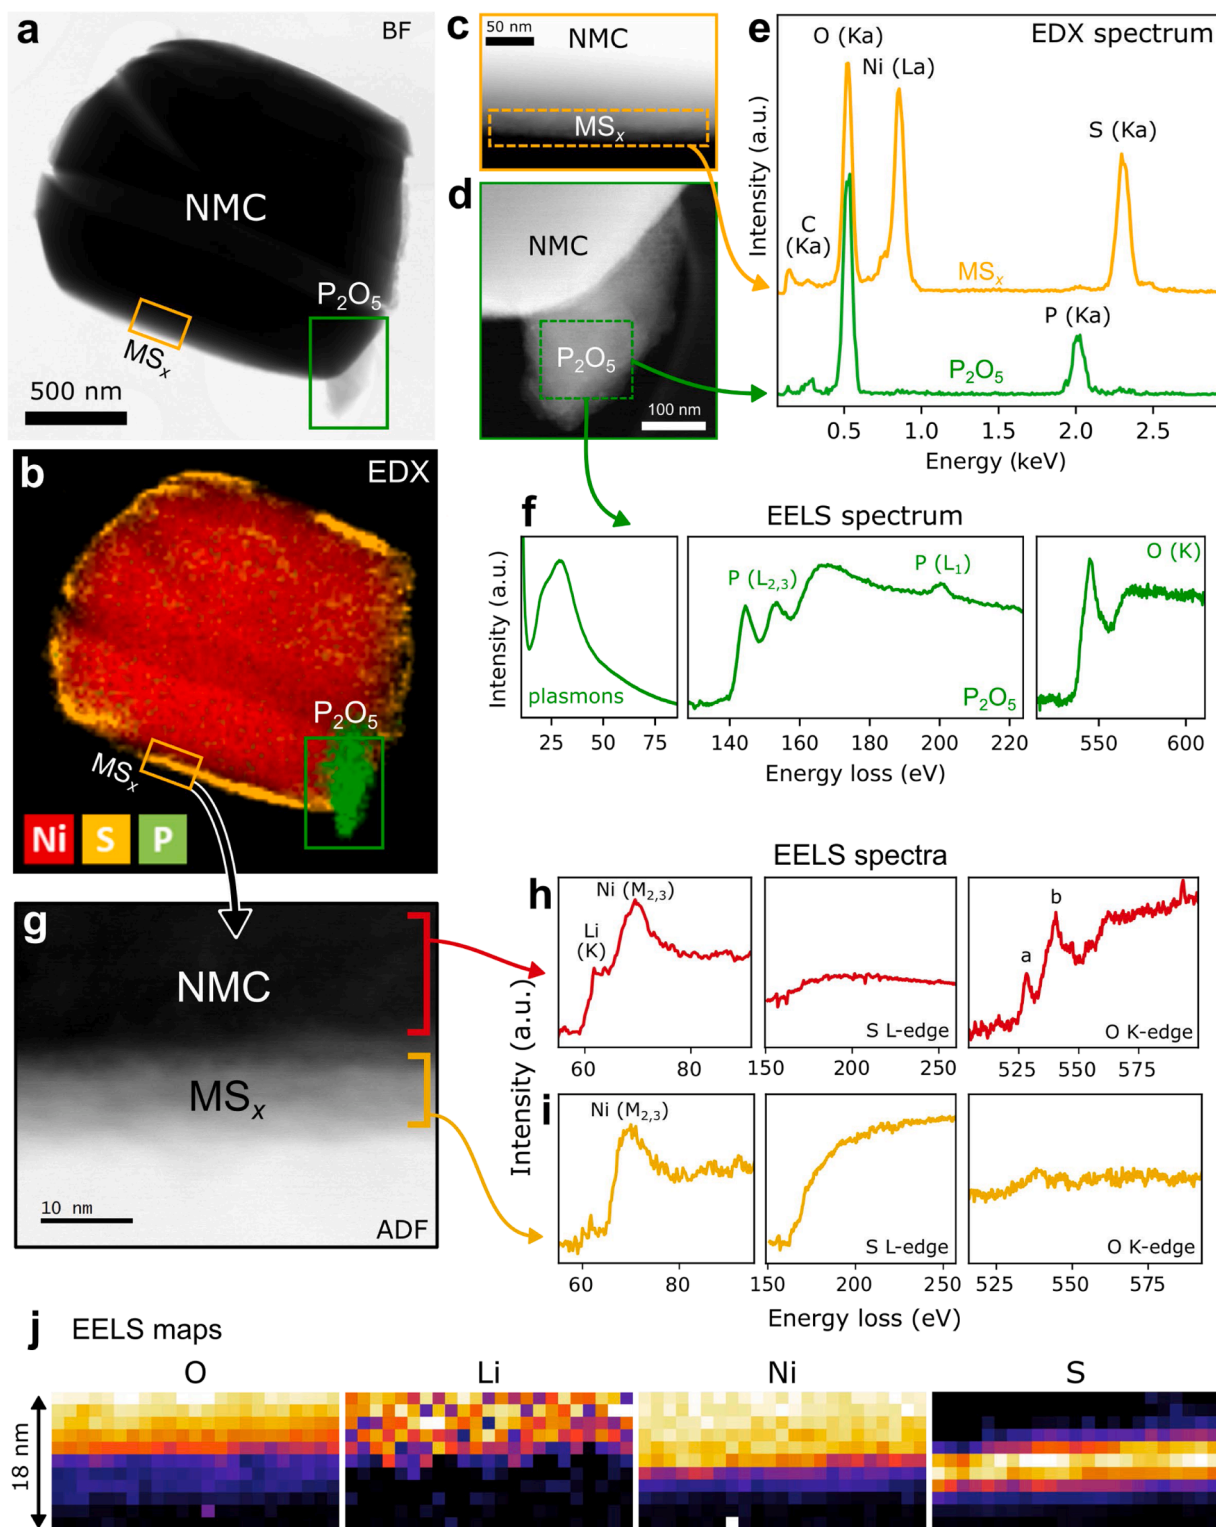 a
BF
NMC
P2O5
MSx
500 nm
b
EDX
P2O5
MSx
Ni
S
P
c
50 nm
NMC
MSx
d
NMC
P2O5
100 nm
e
EDX spectrum
O (Ka)
Ni (La)
S (Ka)
C
(Ka)
MSx
P (Ka)
P2O5
Intensity (a.u.)
0.5 1.0 1.5 2.0 2.5
Energy (keV)
f
EELS spectrum
Intensity (a.u.)
plasmons
P (L2,3)
P (L1)
P2O5
O (K)
25 50 75
140 160 180 200 220
550 600
Energy loss (eV)
g
NMC
MSx
10 nm
ADF
EELS spectra
h
Ni (M2,3)
Li
(K)
S L-edge
a
b
O K-edge
60 80
150 200 250
525 550 575
Intensity (a.u.)
i
Ni (M2,3)
S L-edge
O K-edge
60 80
150 200 250
525 550 575
Energy loss (eV)
j
EELS maps
O
Li
Ni
S
18 nm